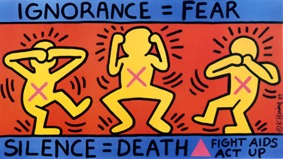 IGNORANCE = FEAR
SILENCE = DEATH
FIGHT AIDS
ACT UP